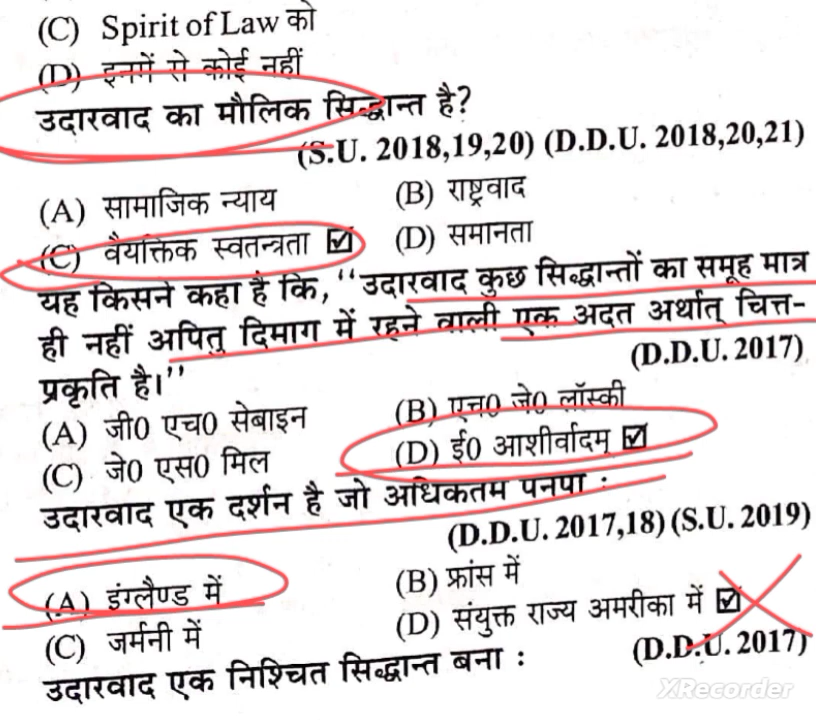 (C) Spirit of Law को
(D) इनमें से कोई नहीं
उदारवाद का मौलिक सिद्धान्त है?
(S.U. 2018,19,20) (D.D.U. 2018,20,21)
(A) सामाजिक न्याय (B) राष्ट्रवाद
(C) वैयक्तिक स्वतन्त्रता ☑ (D) समानता
यह किसने कहा है कि, ‘‘उदारवाद कुछ सिद्धान्तों का समूह मात्र
ही नहीं अपितु दिमाग में रहने वाली एक अदत अर्थात् चित्त-
प्रकृति है।’’ (D.D.U. 2017)
(A) जी0 एच0 सेबाइन (B) एच0 जे0 लॉस्की
(C) जे0 एस0 मिल (D) ई0 आशीर्वादम् ☑
उदारवाद एक दर्शन है जो अधिकतम पनपा :
(D.D.U. 2017,18) (S.U. 2019)
(A) इंग्लैण्ड में (B) फ्रांस में
(C) जर्मनी में (D) संयुक्त राज्य अमरीका में ☑
उदारवाद एक निश्चित सिद्धान्त बना : (D.D.U. 2017)
XRecorder